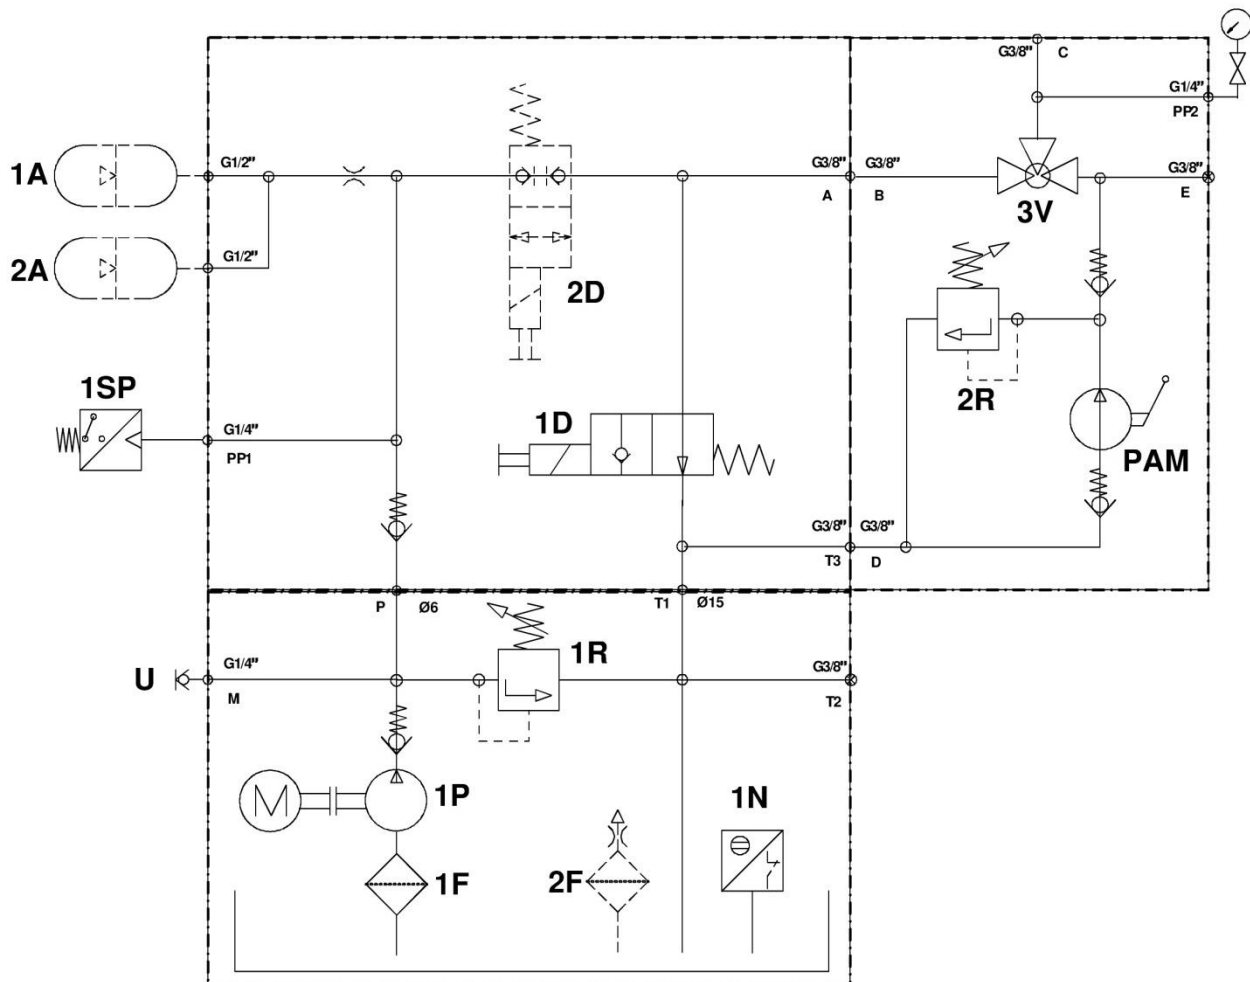 G3/8" C
G1/4"
PP2
1A G1/2" G3/8" G3/8" G3/8"
A B 3V E
2A G1/2"
2D
1SP 2R
G1/4" 1D PAM
PP1
G3/8" G3/8"
T3 D
P Ø6 T1 Ø15
1R
U G1/4" G3/8"
M T2
M 1P 1N
1F 2F